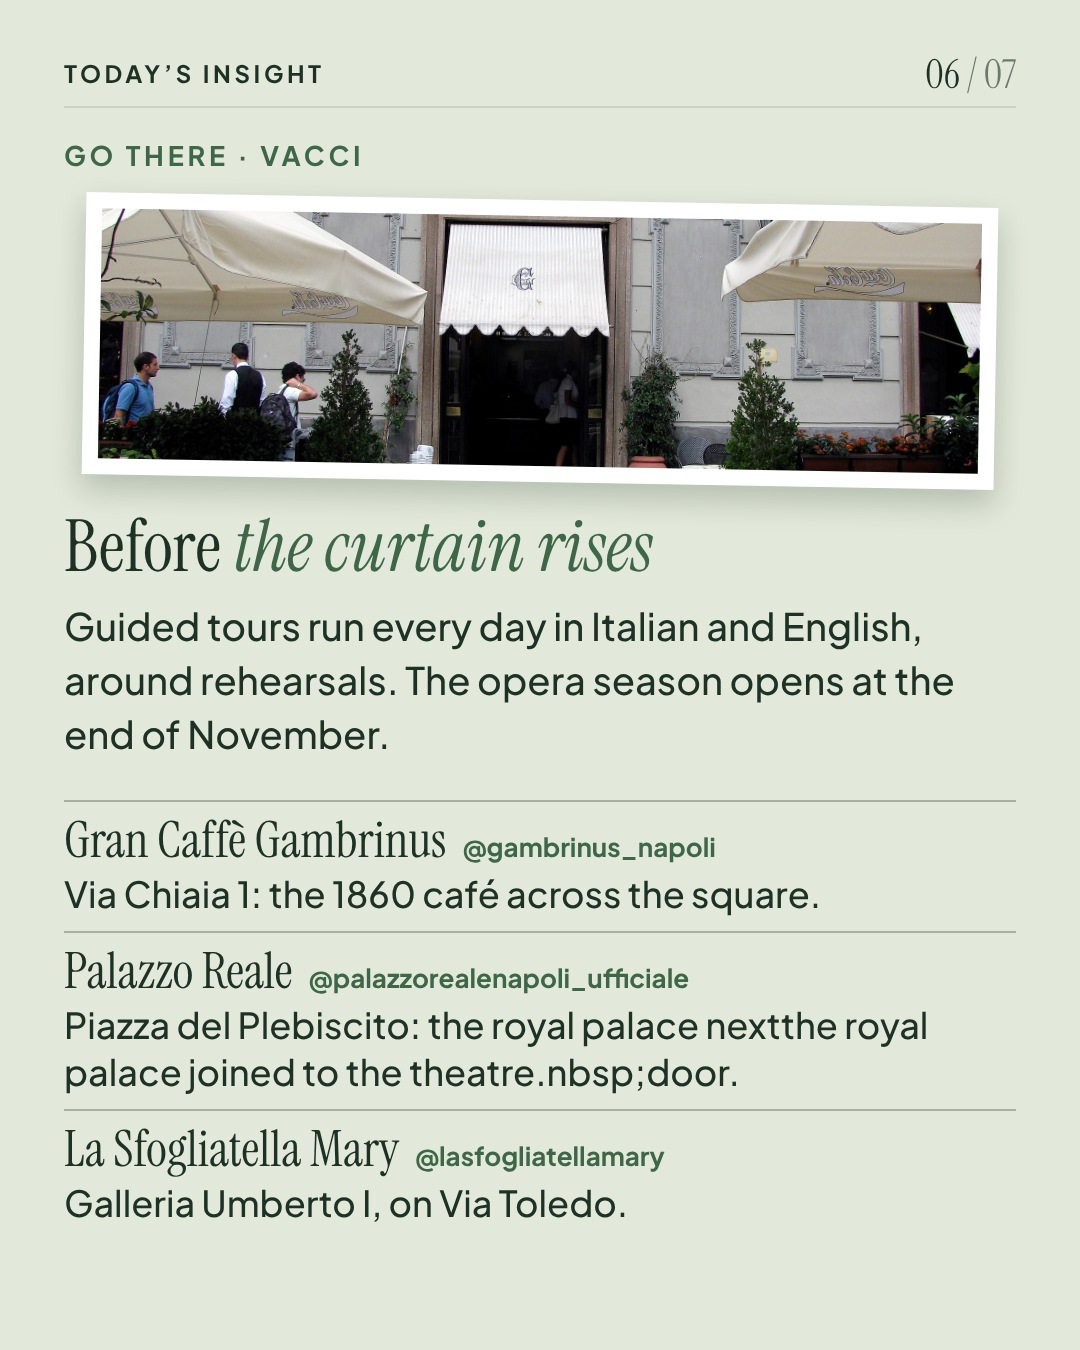 TODAY’S INSIGHT
06 / 07
GO THERE · VACCI
Before the curtain rises
Guided tours run every day in Italian and English,
around rehearsals. The opera season opens at the
end of November.
Gran Caffè Gambrinus @gambrinus_napoli
Via Chiaia 1: the 1860 café across the square.
Palazzo Reale @palazzorealenapoli_ufficiale
Piazza del Plebiscito: the royal palace nextthe royal
palace joined to the theatre.nbsp;door.
La Sfogliatella Mary @lasfogliatellamary
Galleria Umberto I, on Via Toledo.